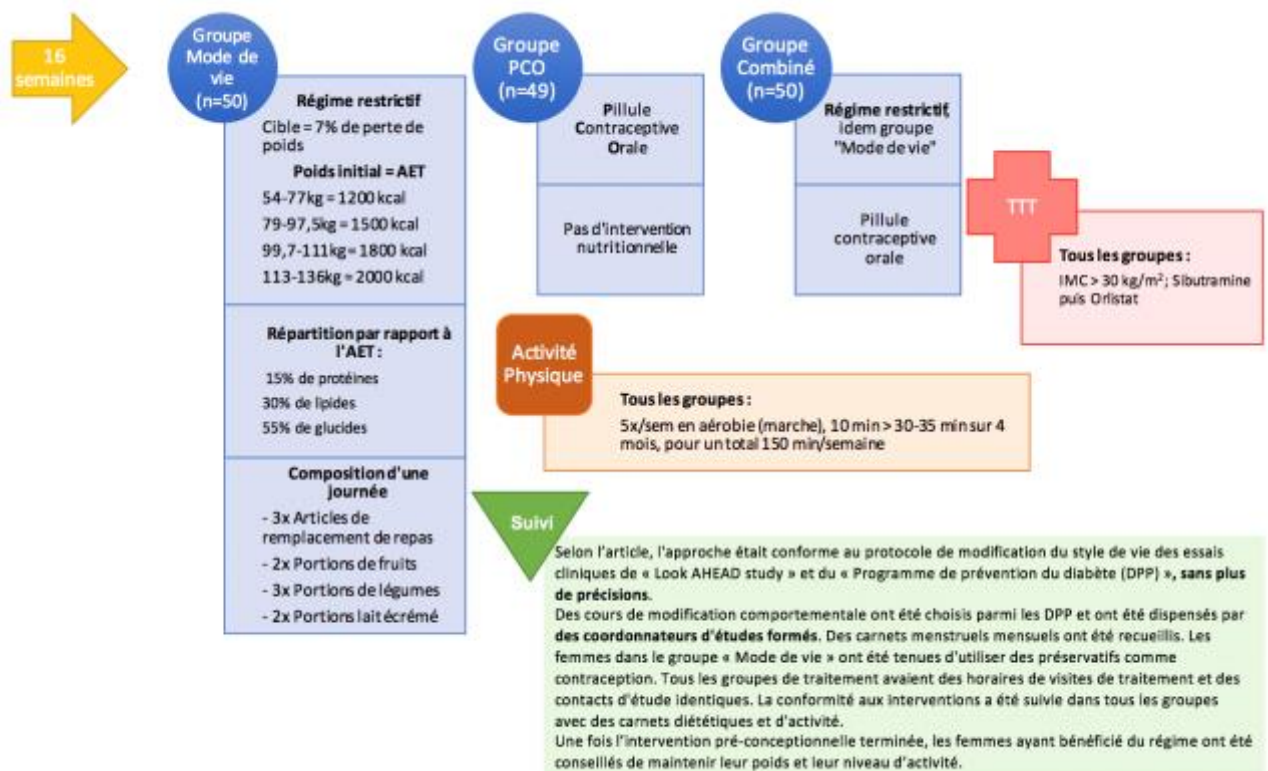 16
semaines
Groupe
Mode de
vie
(n=50)
Régime restrictif
Cible = 7% de perte de
poids
Poids initial = AET
54-77kg = 1200 kcal
79-97,5kg = 1500 kcal
99,7-111kg = 1800 kcal
113-136kg = 2000 kcal
Répartition par rapport à
l'AET :
15% de protéines
30% de lipides
55% de glucides
Composition d'une
journée
- 3x Articles de
remplacement de repas
- 2x Portions de fruits
- 3x Portions de légumes
- 2x Portions lait écrémé
Groupe
PCO
(n=49)
Pillule
Contraceptive
Orale
Pas d'intervention
nutritionnelle
Groupe
Combiné
(n=50)
Régime restrictif,
idem groupe
"Mode de vie"
Pillule
contraceptive
orale
TTT
Tous les groupes :
IMC > 30 kg/m²; Sibutramine
puis Orlistat
Activité
Physique
Tous les groupes :
5x/sem en aérobie (marche), 10 min > 30-35 min sur 4
mois, pour un total 150 min/semaine
Suivi
Selon l'article, l'approche était conforme au protocole de modification du style de vie des essais
cliniques de « Look AHEAD study » et du « Programme de prévention du diabète (DPP) », sans plus
de précisions.
Des cours de modification comportementale ont été choisis parmi les DPP et ont été dispensés par
des coordonnateurs d'études formés. Des carnets menstruels mensuels ont été recueillis. Les
femmes dans le groupe « Mode de vie » ont été tenues d'utiliser des préservatifs comme
contraception. Tous les groupes de traitement avaient des horaires de visites de traitement et des
contacts d'étude identiques. La conformité aux interventions a été suivie dans tous les groupes
avec des carnets diététiques et d'activité.
Une fois l'intervention pré-conceptionnelle terminée, les femmes ayant bénéficié du régime ont été
conseillés de maintenir leur poids et leur niveau d'activité.